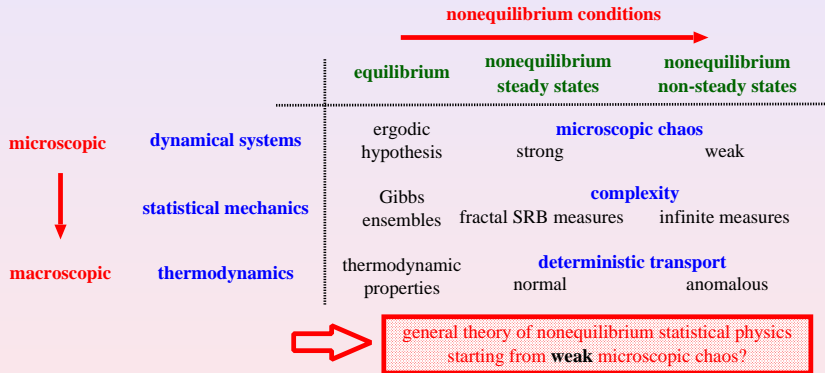 nonequilibrium conditions
equilibrium nonequilibrium steady states nonequilibrium non-steady states
microscopic dynamical systems ergodic hypothesis microscopic chaos
strong weak
statistical mechanics Gibbs ensembles complexity
fractal SRB measures infinite measures
macroscopic thermodynamics thermodynamic properties deterministic transport
normal anomalous
general theory of nonequilibrium statistical physics
starting from weak microscopic chaos?